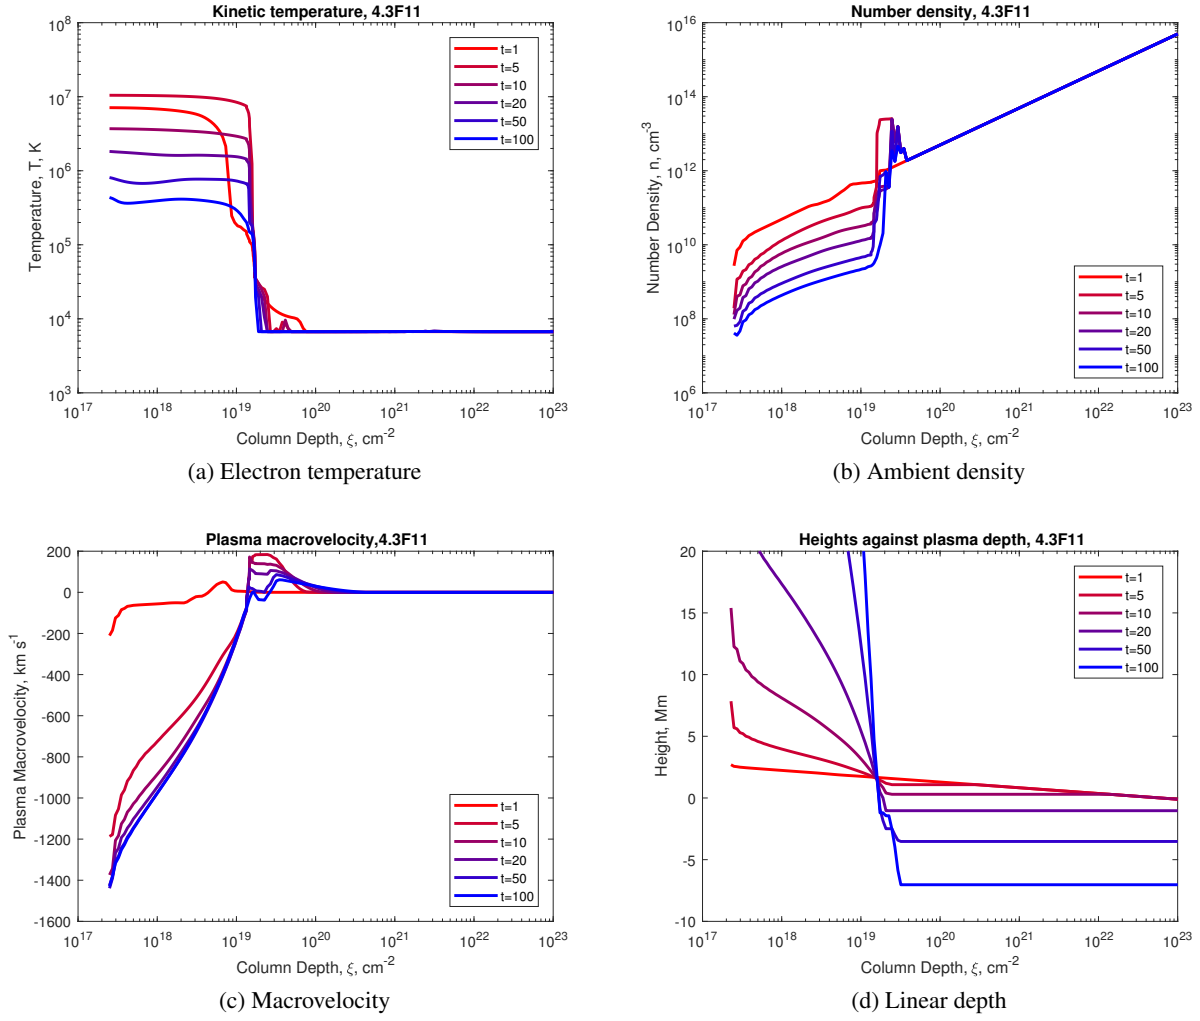 Kinetic temperature, 4.3F11
10^8
10^7
10^6
10^5
10^4
10^3
Temperature, T, K
t=1
t=5
t=10
t=20
t=50
t=100
10^17 10^18 10^19 10^20 10^21 10^22 10^23
Column Depth, ξ, cm^-2
(a) Electron temperature
Number density, 4.3F11
10^16
10^14
10^12
10^10
10^8
10^6
Number Density, n, cm^-3
t=1
t=5
t=10
t=20
t=50
t=100
10^17 10^18 10^19 10^20 10^21 10^22 10^23
Column Depth, ξ, cm^-2
(b) Ambient density
Plasma macrovelocity,4.3F11
200
0
-200
-400
-600
-800
-1000
-1200
-1400
-1600
Plasma Macrovelocity, km s^-1
t=1
t=5
t=10
t=20
t=50
t=100
10^17 10^18 10^19 10^20 10^21 10^22 10^23
Column Depth, ξ, cm^-2
(c) Macrovelocity
Heights against plasma depth, 4.3F11
20
15
10
5
0
-5
-10
Height, Mm
t=1
t=5
t=10
t=20
t=50
t=100
10^17 10^18 10^19 10^20 10^21 10^22 10^23
Column Depth, ξ, cm^-2
(d) Linear depth